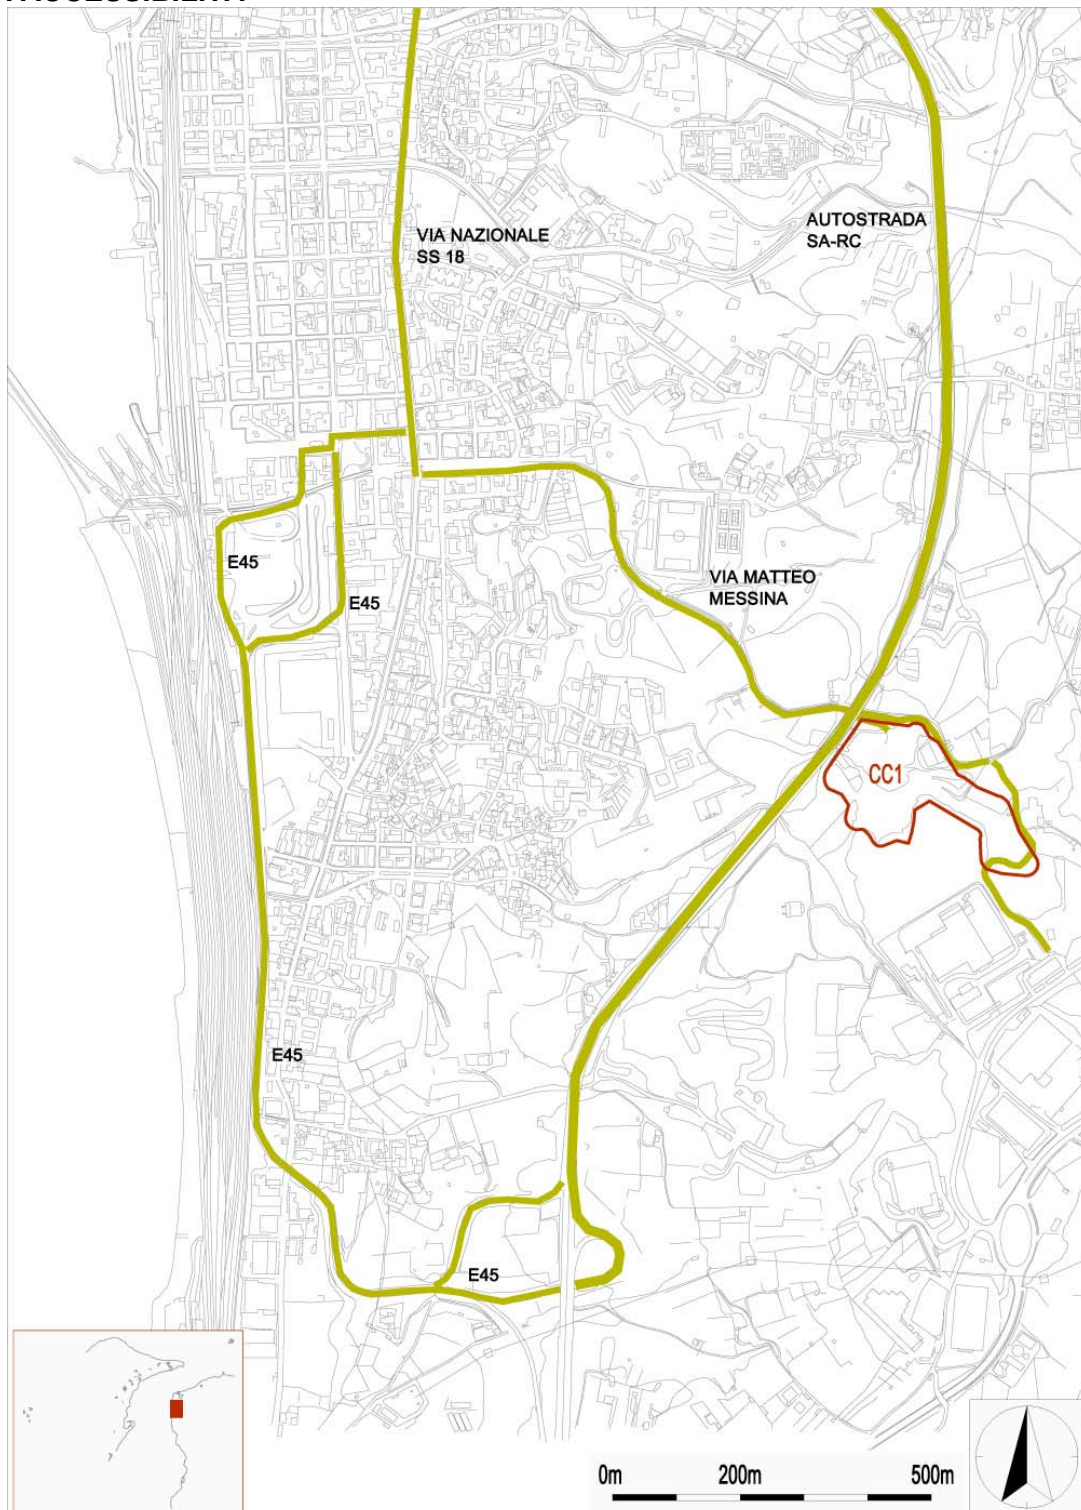 VIA NAZIONALE
SS 18
AUTOSTRADA
SA-RC
E45
E45
VIA MATTEO
MESSINA
CC1
E45
E45
0m 200m 500m